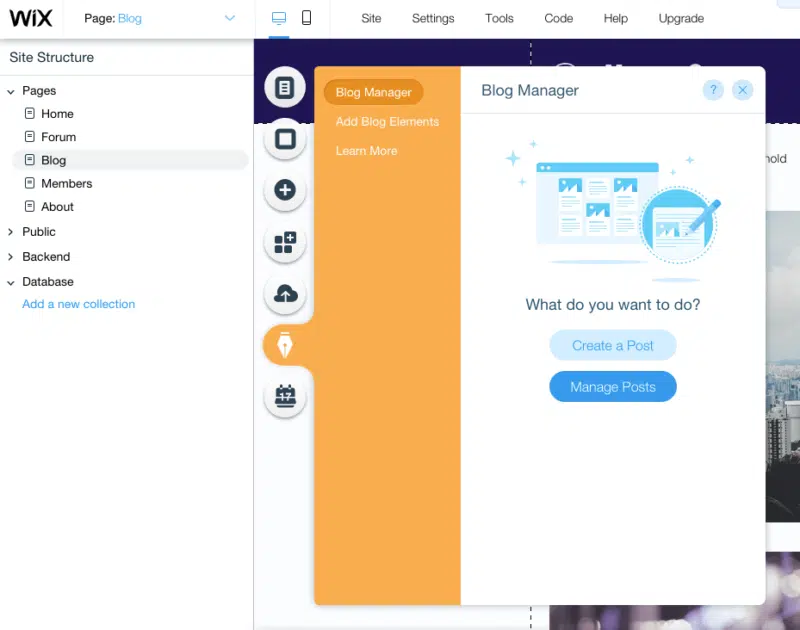 WiX
Page: Blog
Site
Settings
Tools
Code
Help
Upgrade
Site Structure
Pages
Home
Forum
Blog
Members
About
Public
Backend
Database
Add a new collection
17
Blog Manager
Add Blog Elements
Learn More
Blog Manager
?
What do you want to do?
Create a Post
Manage Posts
hold